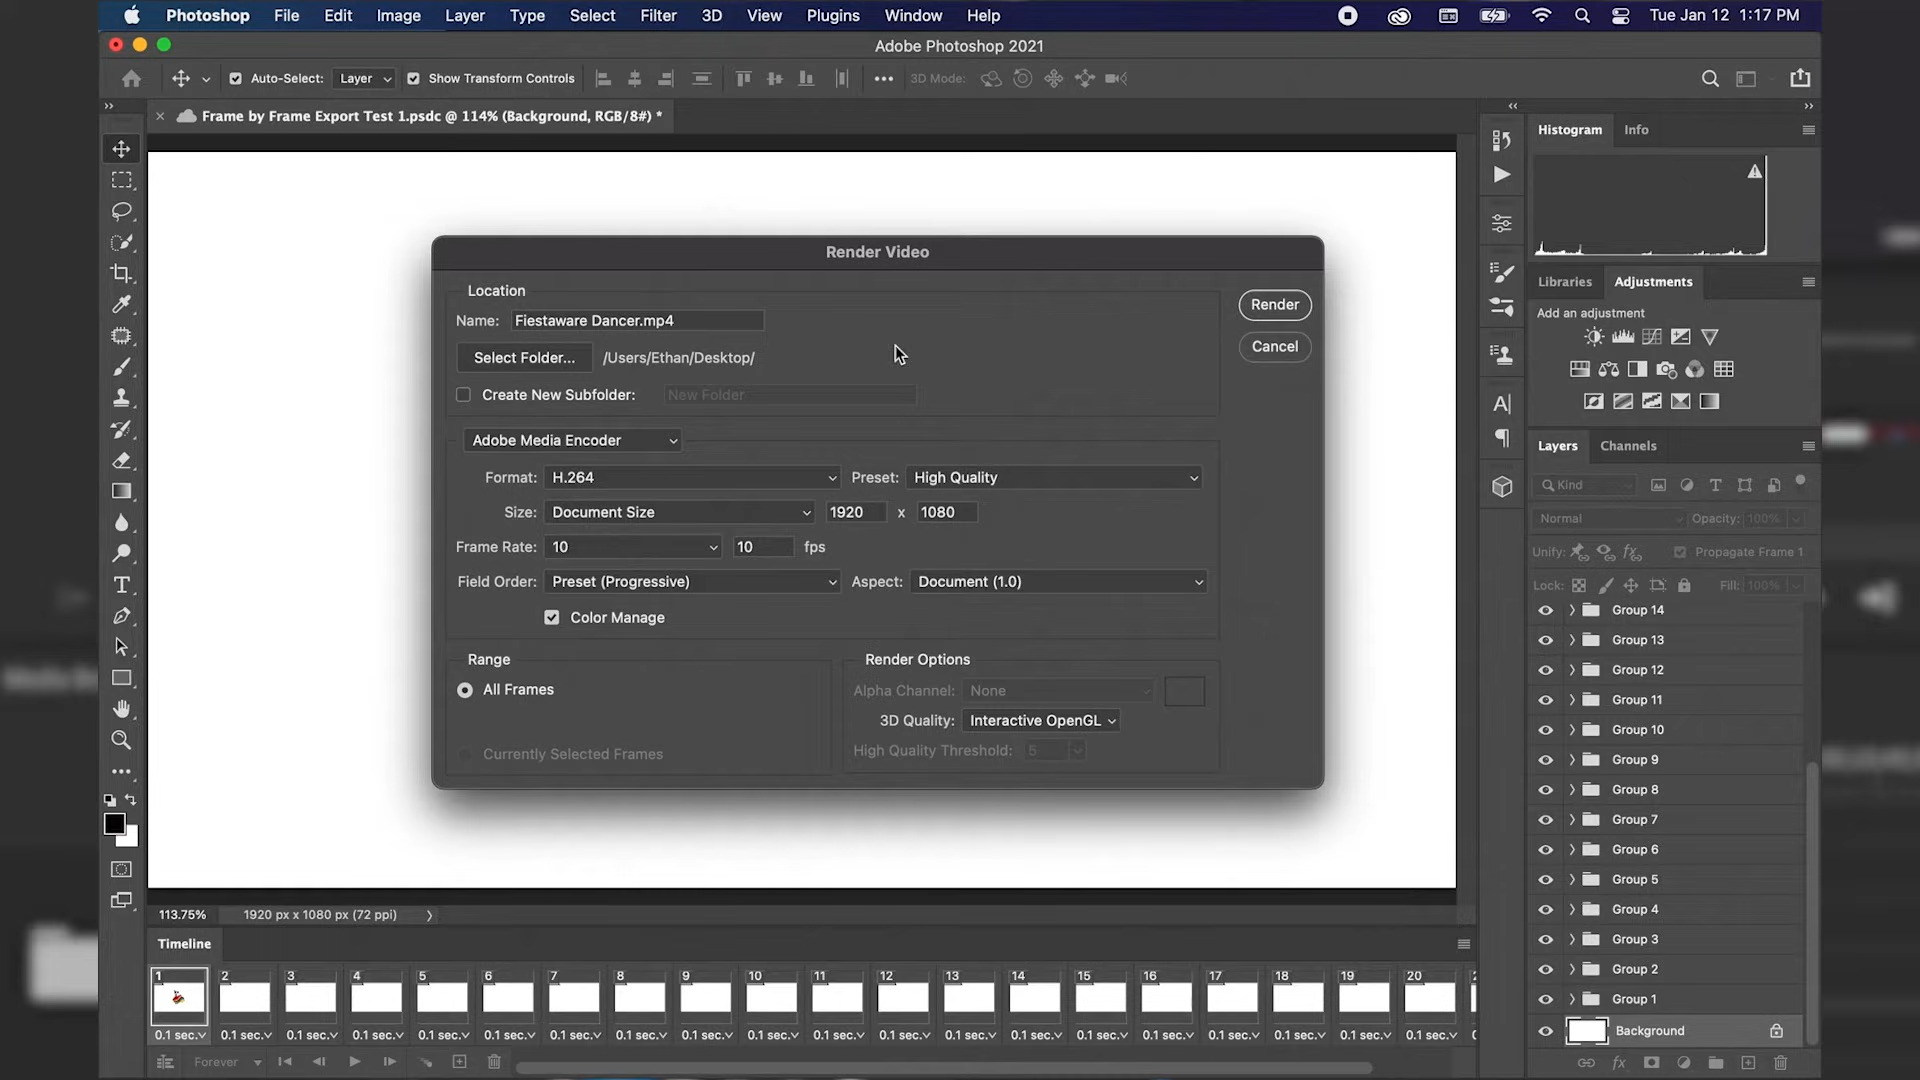 Photoshop File Edit Image Layer Type Select Filter 3D View Plugins Window Help Tue Jan 12 1:17 PM
Adobe Photoshop 2021
Auto-Select: Layer Show Transform Controls 3D Mode:
Frame by Frame Export Test 1.psdc @ 114% (Background, RGB/8#) *
Histogram Info
Libraries Adjustments
Add an adjustment
Layers Channels
Kind
Normal Opacity: 100%
Unify: Propagate Frame 1
Lock: Fill: 100%
Group 14
Group 13
Group 12
Group 11
Group 10
Group 9
Group 8
Group 7
Group 6
Group 5
Group 4
Group 3
Group 2
Group 1
Background
Render Video
Location
Name: Fiestaware Dancer.mp4
Select Folder... /Users/Ethan/Desktop/
Create New Subfolder: New Folder
Render
Cancel
Adobe Media Encoder
Format: H.264 Preset: High Quality
Size: Document Size 1920 x 1080
Frame Rate: 10 10 fps
Field Order: Preset (Progressive) Aspect: Document (1.0)
Color Manage
Range
All Frames
Currently Selected Frames
Render Options
Alpha Channel: None
3D Quality: Interactive OpenGL
High Quality Threshold: 5
113.75% 1920 px x 1080 px (72 ppi)
Timeline
1 2 3 4 5 6 7 8 9 10 11 12 13 14 15 16 17 18 19 20
0.1 sec. 0.1 sec. 0.1 sec. 0.1 sec. 0.1 sec. 0.1 sec. 0.1 sec. 0.1 sec. 0.1 sec. 0.1 sec. 0.1 sec. 0.1 sec. 0.1 sec. 0.1 sec. 0.1 sec. 0.1 sec. 0.1 sec. 0.1 sec. 0.1 sec. 0.1 sec.
Forever